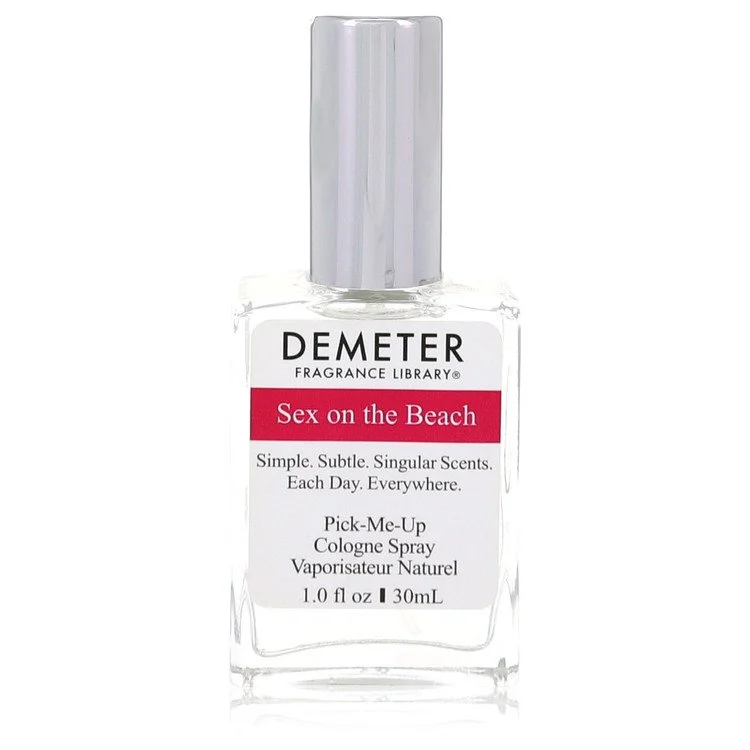 DEMETER
FRAGRANCE LIBRARY®
Sex on the Beach
Simple. Subtle. Singular Scents.
Each Day. Everywhere.
Pick-Me-Up
Cologne Spray
Vaporisateur Naturel
1.0 fl oz ❚ 30mL